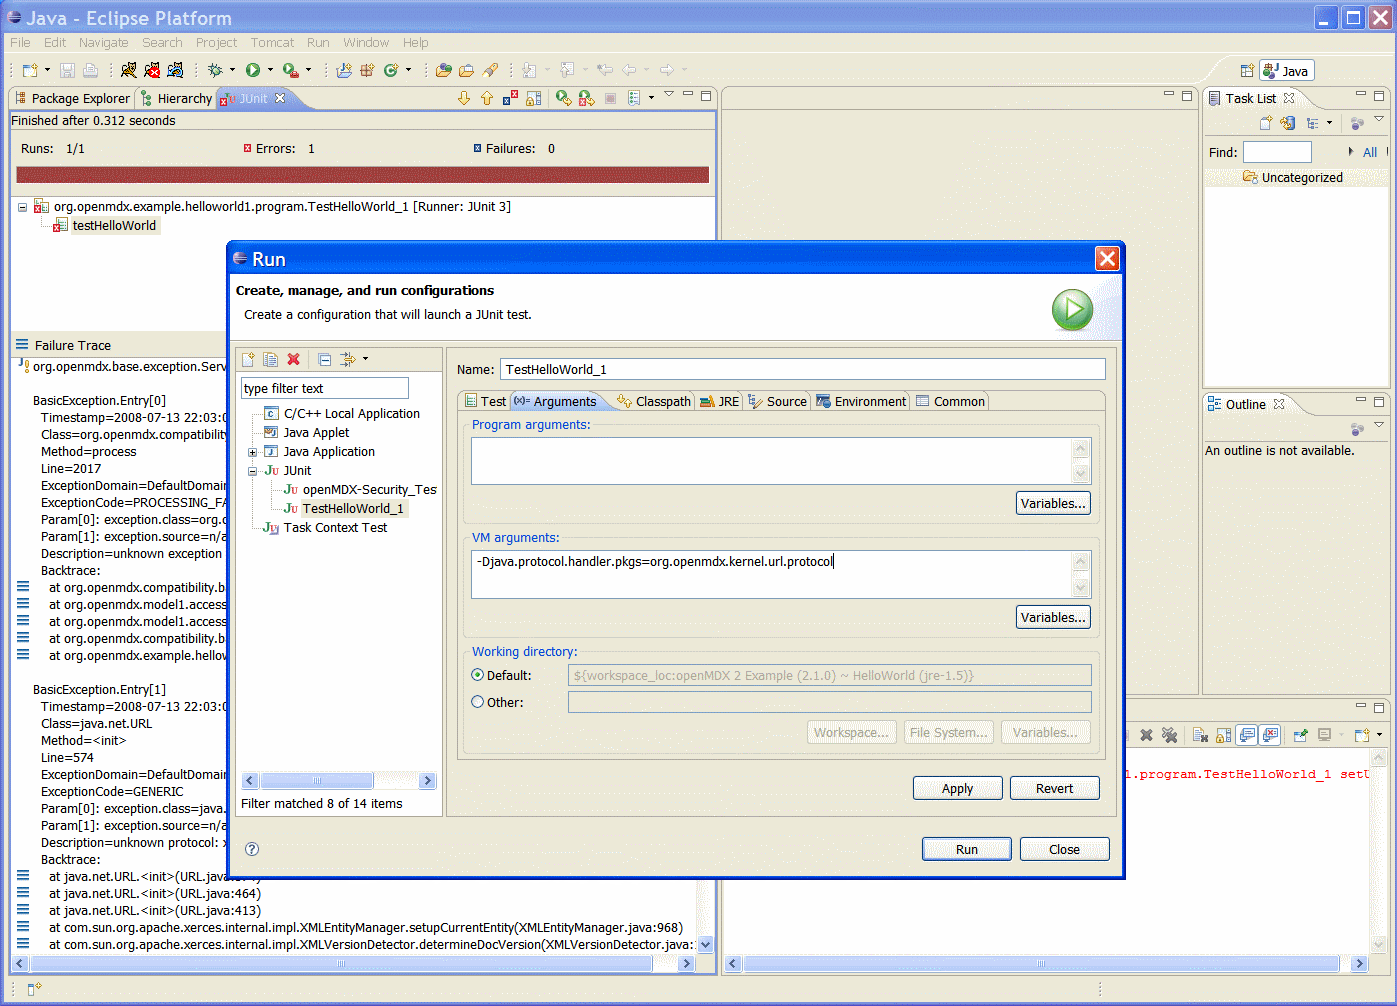 Java - Eclipse Platform
File Edit Navigate Search Project Tomcat Run Window Help
Java
Package Explorer Hierarchy JUnit
Finished after 0.312 seconds
Runs: 1/1 Errors: 1 Failures: 0
org.openmdx.example.helloworld1.program.TestHelloWorld_1 [Runner: JUnit 3]
testHelloWorld
Failure Trace
org.openmdx.base.exception.Serv
BasicException.Entry[0]
Timestamp=2008-07-13 22:03:0
Class=org.openmdx.compatibility
Method=process
Line=2017
ExceptionDomain=DefaultDomain
ExceptionCode=PROCESSING_FA
Param[0]: exception.class=org.o
Param[1]: exception.source=n/a
Description=unknown exception
Backtrace:
at org.openmdx.compatibility.b
at org.openmdx.model1.access
at org.openmdx.model1.access
at org.openmdx.compatibility.b
at org.openmdx.example.hellow
BasicException.Entry[1]
Timestamp=2008-07-13 22:03:0
Class=java.net.URL
Method=<init>
Line=574
ExceptionDomain=DefaultDomain
ExceptionCode=GENERIC
Param[0]: exception.class=java.
Param[1]: exception.source=n/a
Description=unknown protocol: x
Backtrace:
at java.net.URL.<init>(URL.java:
at java.net.URL.<init>(URL.java:464)
at java.net.URL.<init>(URL.java:413)
at com.sun.org.apache.xerces.internal.impl.XMLEntityManager.setupCurrentEntity(XMLEntityManager.java:968)
at com.sun.org.apache.xerces.internal.impl.XMLVersionDetector.determineDocVersion(XMLVersionDetector.java:
Run
Create, manage, and run configurations
Create a configuration that will launch a JUnit test.
type filter text
C/C++ Local Application
Java Applet
Java Application
JUnit
openMDX-Security_Tes
TestHelloWorld_1
Task Context Test
Filter matched 8 of 14 items
Name: TestHelloWorld_1
Test (x)= Arguments Classpath JRE Source Environment Common
Program arguments:
Variables...
VM arguments:
-Djava.protocol.handler.pkgs=org.openmdx.kernel.url.protocol
Variables...
Working directory:
Default: ${workspace_loc:openMDX 2 Example (2.1.0) ~ HelloWorld (jre-1.5)}
Other:
Workspace... File System... Variables...
Apply Revert
Run Close
Task List
Find: All
Uncategorized
Outline
An outline is not available.
1.program.TestHelloWorld_1 setU